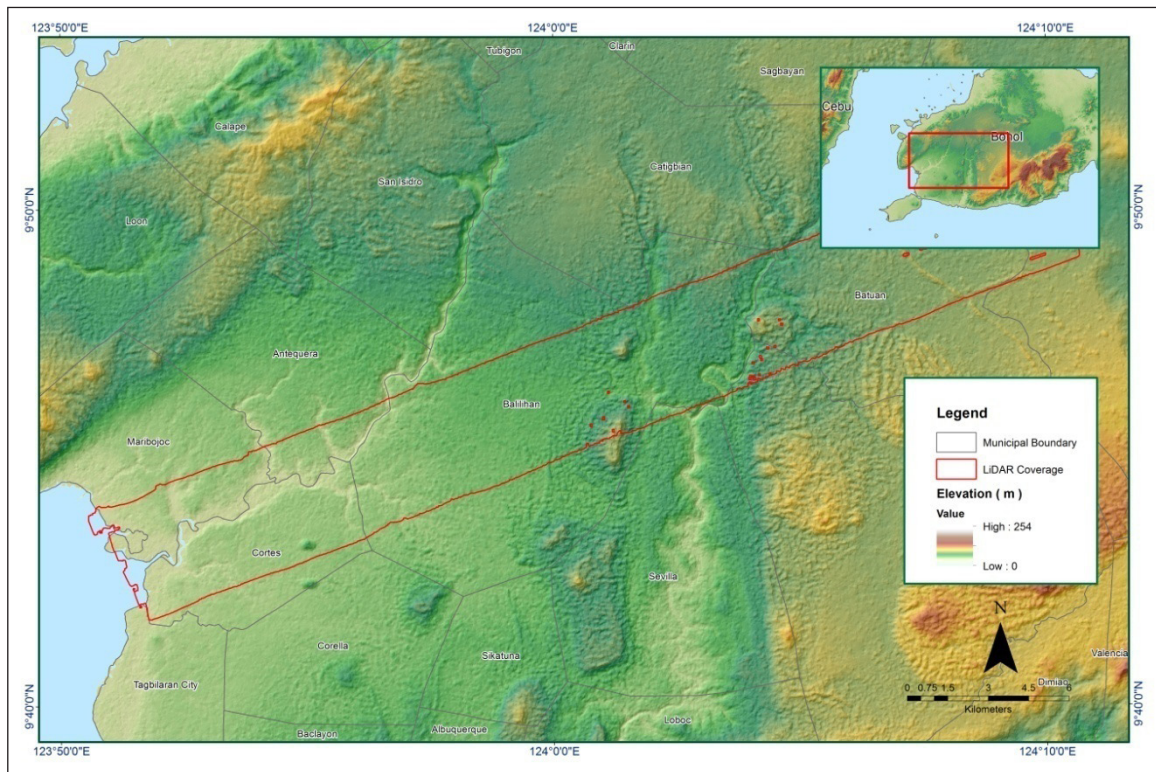 123°50'0"E
124°0'0"E
124°10'0"E
Tubigon
Clarin
Sagbayan
Cebu
Bohol
Calape
Catigbian
San Isidro
9°50'0"N
9°50'0"N
Loon
Batuan
Antequera
Balilihan
Maribojoc
Legend
Municipal Boundary
LiDAR Coverage
Elevation ( m )
Value
High : 254
Low : 0
Cortes
Sevilla
N
Corella
Sikatuna
Valencia
Tagbilaran City
Dimiao
0 0.75 1.5 3 4.5 6
Kilometers
9°40'0"N
9°40'0"N
Loboc
Albuquerque
Baclayon
123°50'0"E
124°0'0"E
124°10'0"E